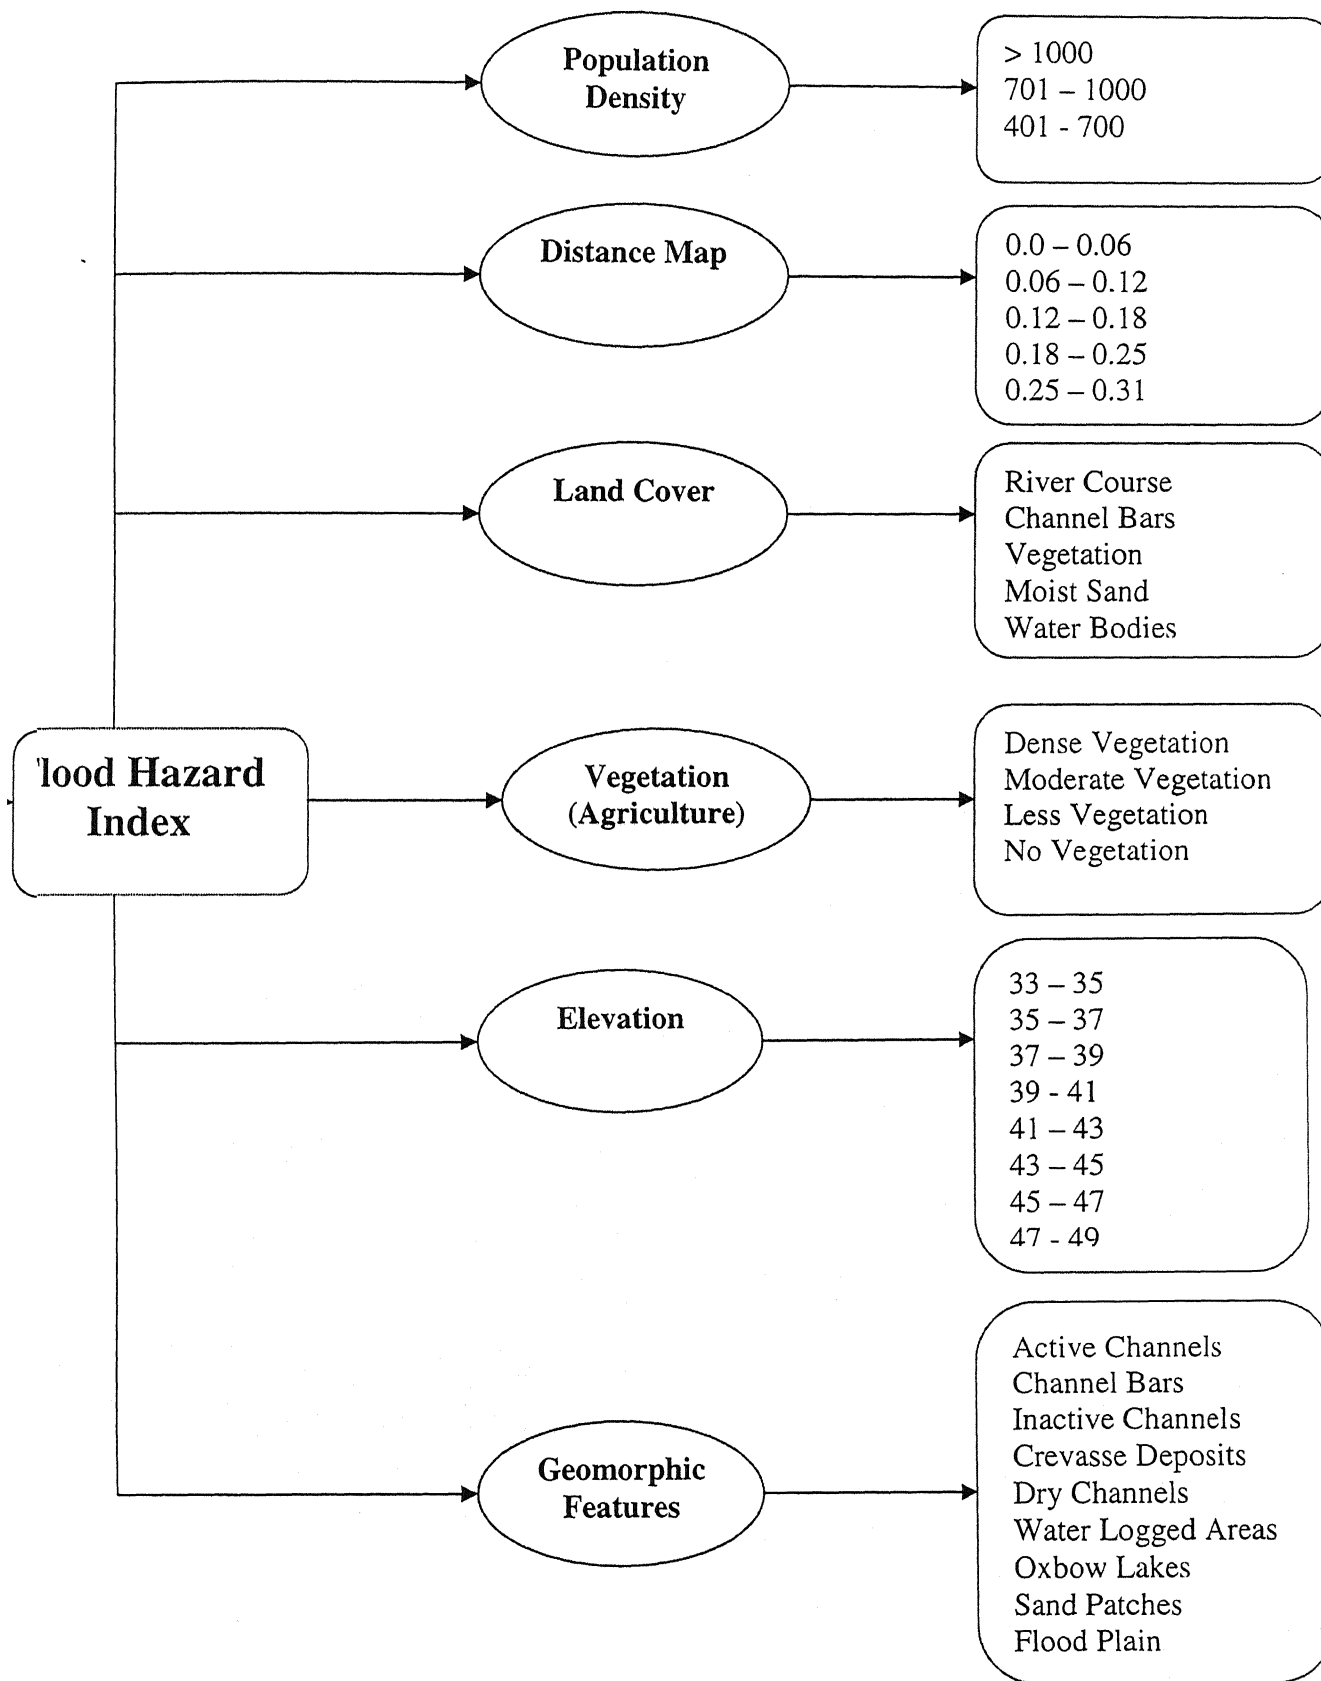 Population
Density
> 1000
701 – 1000
401 - 700
Distance Map
0.0 – 0.06
0.06 – 0.12
0.12 – 0.18
0.18 – 0.25
0.25 – 0.31
Land Cover
River Course
Channel Bars
Vegetation
Moist Sand
Water Bodies
lood Hazard
Index
Vegetation
(Agriculture)
Dense Vegetation
Moderate Vegetation
Less Vegetation
No Vegetation
Elevation
33 – 35
35 – 37
37 – 39
39 - 41
41 – 43
43 – 45
45 – 47
47 - 49
Geomorphic
Features
Active Channels
Channel Bars
Inactive Channels
Crevasse Deposits
Dry Channels
Water Logged Areas
Oxbow Lakes
Sand Patches
Flood Plain